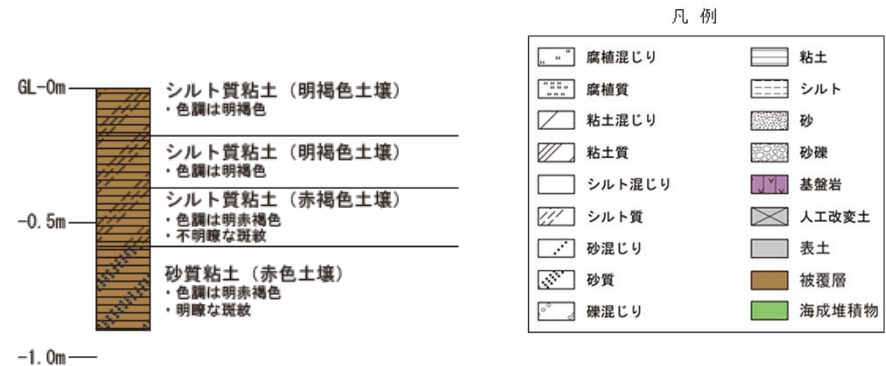 凡 例
GL-0m
シルト質粘土（明褐色土壌）
・色調は明褐色
シルト質粘土（明褐色土壌）
・色調は明褐色
シルト質粘土（赤褐色土壌）
-0.5m
・色調は明赤褐色
・不明瞭な斑紋
砂質粘土（赤色土壌）
・色調は明赤褐色
・明瞭な斑紋
-1.0m
腐植混じり
腐植質
粘土混じり
粘土質
シルト混じり
シルト質
砂混じり
砂質
礫混じり
粘土
シルト
砂
砂礫
基盤岩
人工改変土
表土
被覆層
海成堆積物